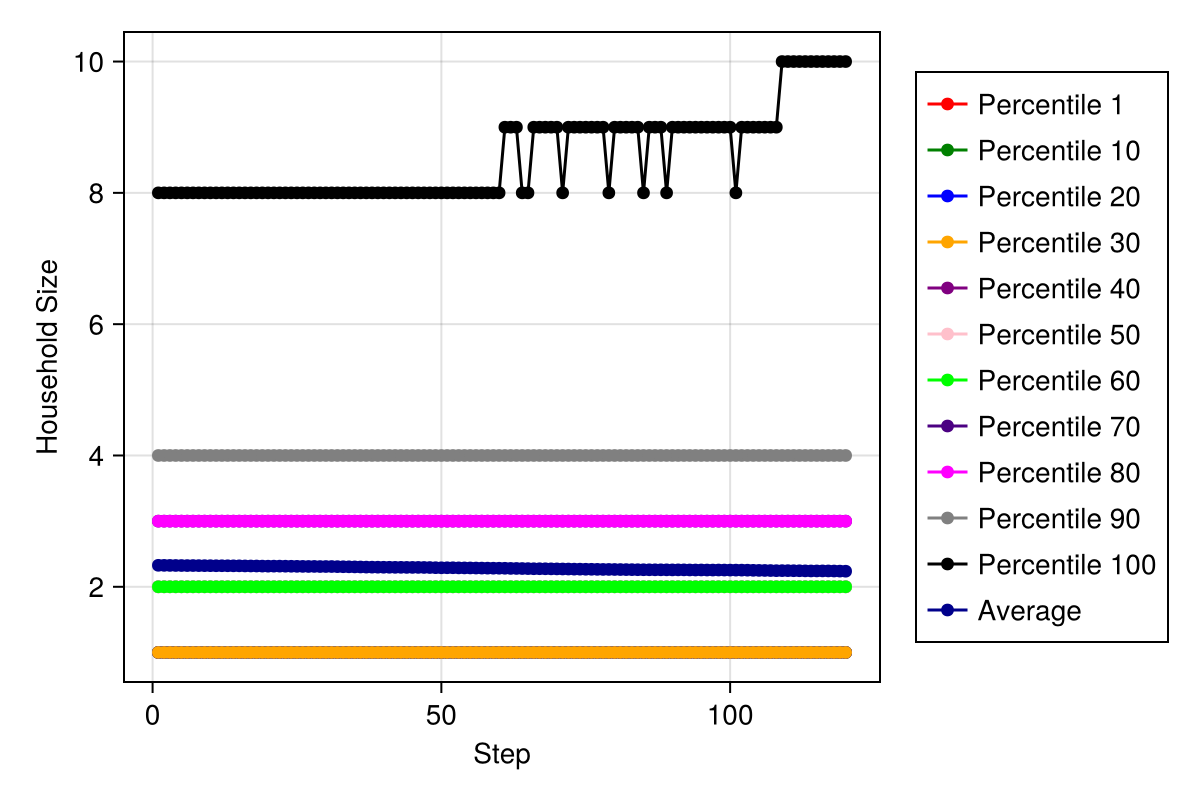 10
8
6
4
2
Household Size
0
50
100
Step
Percentile 1
Percentile 10
Percentile 20
Percentile 30
Percentile 40
Percentile 50
Percentile 60
Percentile 70
Percentile 80
Percentile 90
Percentile 100
Average